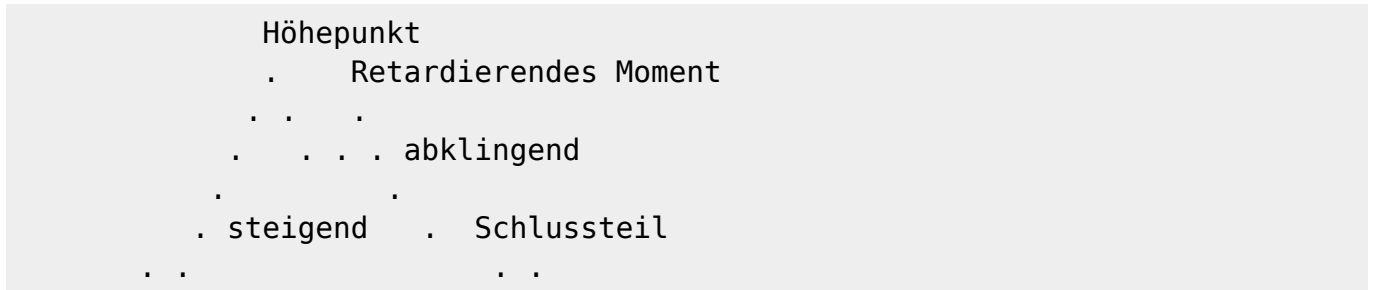 Höhepunkt
. Retardierendes Moment
. . .
. . . . abklingend
. .
. steigend . Schlussteil
. . . .